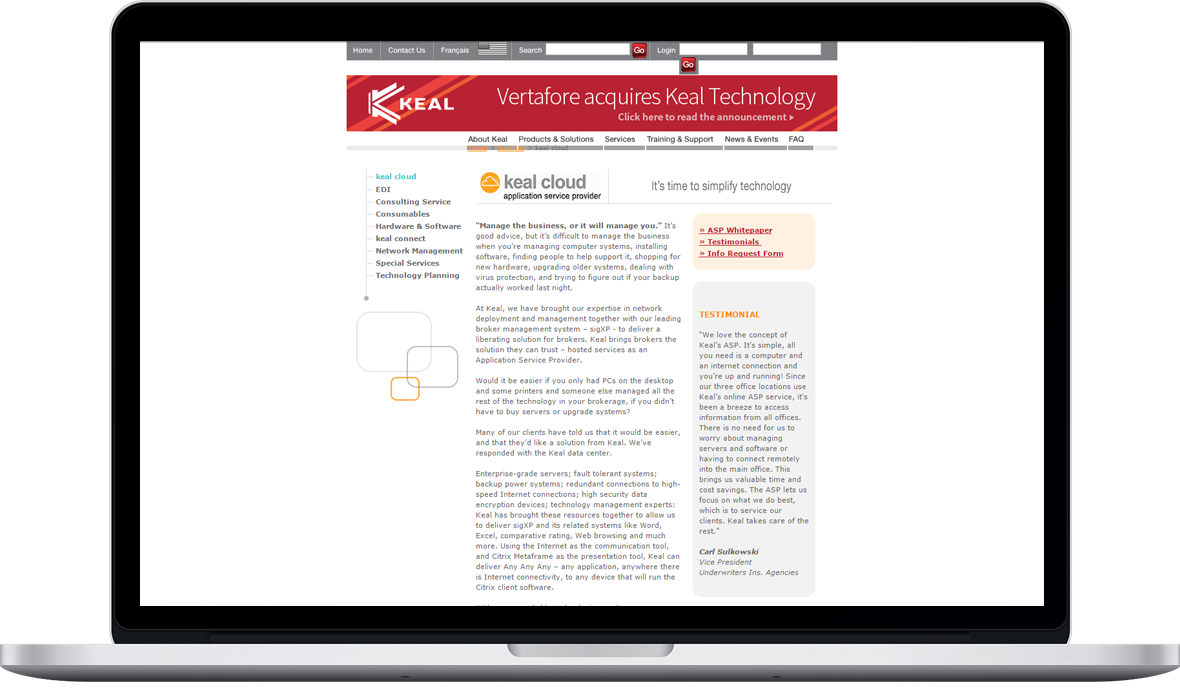 Home Contact Us Français Search Go Login
Go
KEAL
Vertafore acquires Keal Technology
Click here to read the announcement
About Keal Products & Solutions Services Training & Support News & Events FAQ
» keal cloud
keal cloud
EDI
Consulting Service
Consumables
Hardware & Software
keal connect
Network Management
Special Services
Technology Planning
keal cloud
application service provider
It's time to simplify technology
"Manage the business, or it will manage you." It's
good advice, but it's difficult to manage the business
when you're managing computer systems, installing
software, finding people to help support it, shopping for
new hardware, upgrading older systems, dealing with
virus protection, and trying to figure out if your backup
actually worked last night.
At Keal, we have brought our expertise in network
deployment and management together with our leading
broker management system – sigXP - to deliver a
liberating solution for brokers. Keal brings brokers the
solution they can trust – hosted services as an
Application Service Provider.
Would it be easier if you only had PCs on the desktop
and some printers and someone else managed all the
rest of the technology in your brokerage, if you didn't
have to buy servers or upgrade systems?
Many of our clients have told us that it would be easier,
and that they'd like a solution from Keal. We've
responded with the Keal data center.
Enterprise-grade servers; fault tolerant systems;
backup power systems; redundant connections to high-
speed Internet connections; high security data
encryption devices; technology management experts:
Keal has brought these resources together to allow us
to deliver sigXP and its related systems like Word,
Excel, comparative rating, Web browsing and much
more. Using the Internet as the communication tool,
and Citrix Metaframe as the presentation tool, Keal can
deliver Any Any Any – any application, anywhere there
is Internet connectivity, to any device that will run the
Citrix client software.
» ASP Whitepaper
» Testimonials
» Info Request Form
TESTIMONIAL
"We love the concept of
Keal's ASP. It's simple, all
you need is a computer and
an internet connection and
you're up and running! Since
our three office locations use
Keal's online ASP service, it's
been a breeze to access
information from all offices.
There is no need for us to
worry about managing
servers and software or
having to connect remotely
into the main office. This
brings us valuable time and
cost savings. The ASP lets us
focus on what we do best,
which is to service our
clients. Keal takes care of the
rest."
Carl Sulkowski
Vice President
Underwriters Ins. Agencies